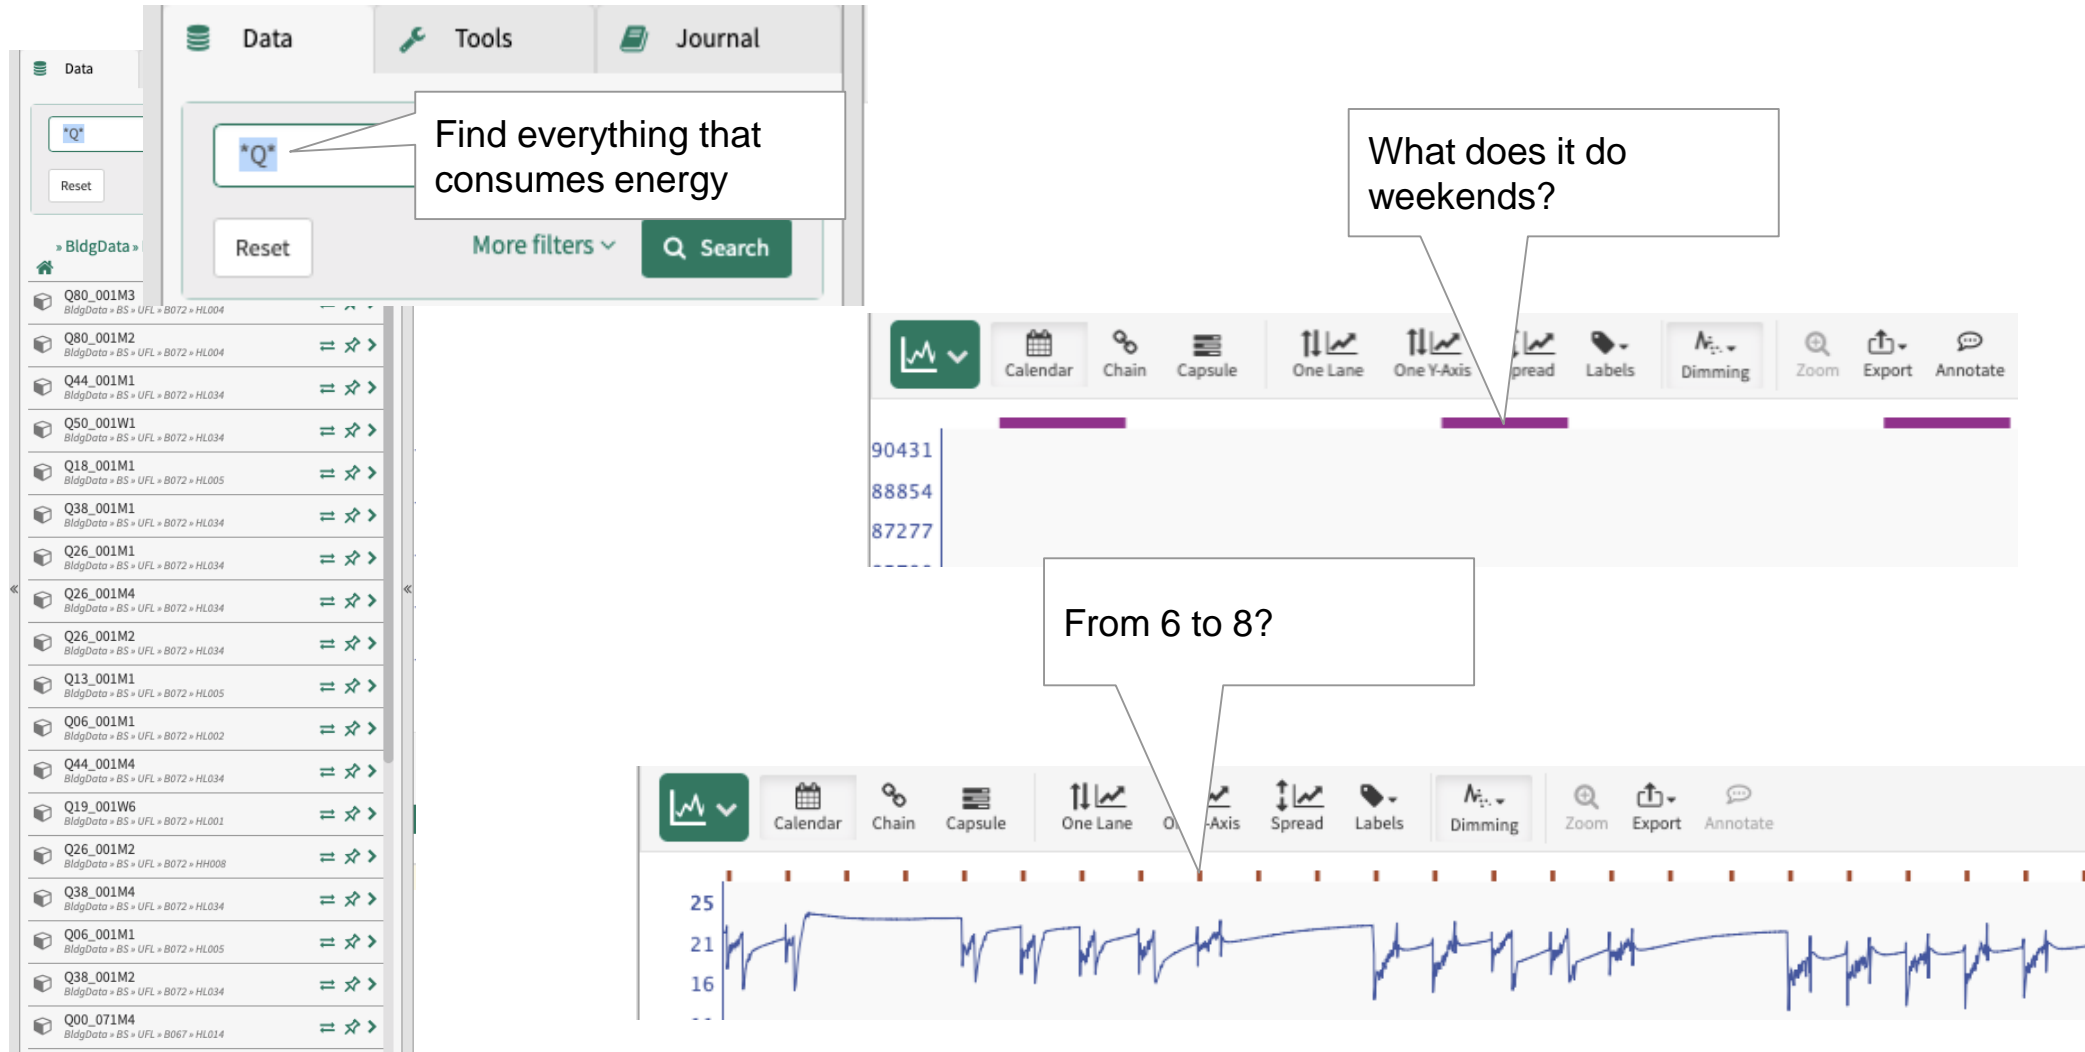 Data
*Q*
Reset
» BldgData »
Q80_001M3
BldgData » BS » UFL » B072 » HL004
Q80_001M2
BldgData » BS » UFL » B072 » HL004
Q44_001M1
BldgData » BS » UFL » B072 » HL034
Q50_001W1
BldgData » BS » UFL » B072 » HL034
Q18_001M1
BldgData » BS » UFL » B072 » HL005
Q38_001M1
BldgData » BS » UFL » B072 » HL034
Q26_001M1
BldgData » BS » UFL » B072 » HL034
Q26_001M4
BldgData » BS » UFL » B072 » HL034
Q26_001M2
BldgData » BS » UFL » B072 » HL034
Q13_001M1
BldgData » BS » UFL » B072 » HL005
Q06_001M1
BldgData » BS » UFL » B072 » HL002
Q44_001M4
BldgData » BS » UFL » B072 » HL034
Q19_001W6
BldgData » BS » UFL » B072 » HL001
Q26_001M2
BldgData » BS » UFL » B072 » HH008
Q38_001M4
BldgData » BS » UFL » B072 » HL034
Q06_001M1
BldgData » BS » UFL » B072 » HL005
Q38_001M2
BldgData » BS » UFL » B072 » HL034
Q00_071M4
BldgData » BS » UFL » B067 » HL014
Data Tools Journal
*Q*
Find everything that
consumes energy
Reset More filters Search
What does it do
weekends?
Calendar Chain Capsule One Lane One Y-Axis Spread Labels Dimming Zoom Export Annotate
90431
88854
87277
From 6 to 8?
Calendar Chain Capsule One Lane -Axis Spread Labels Dimming Zoom Export Annotate
25
21
16